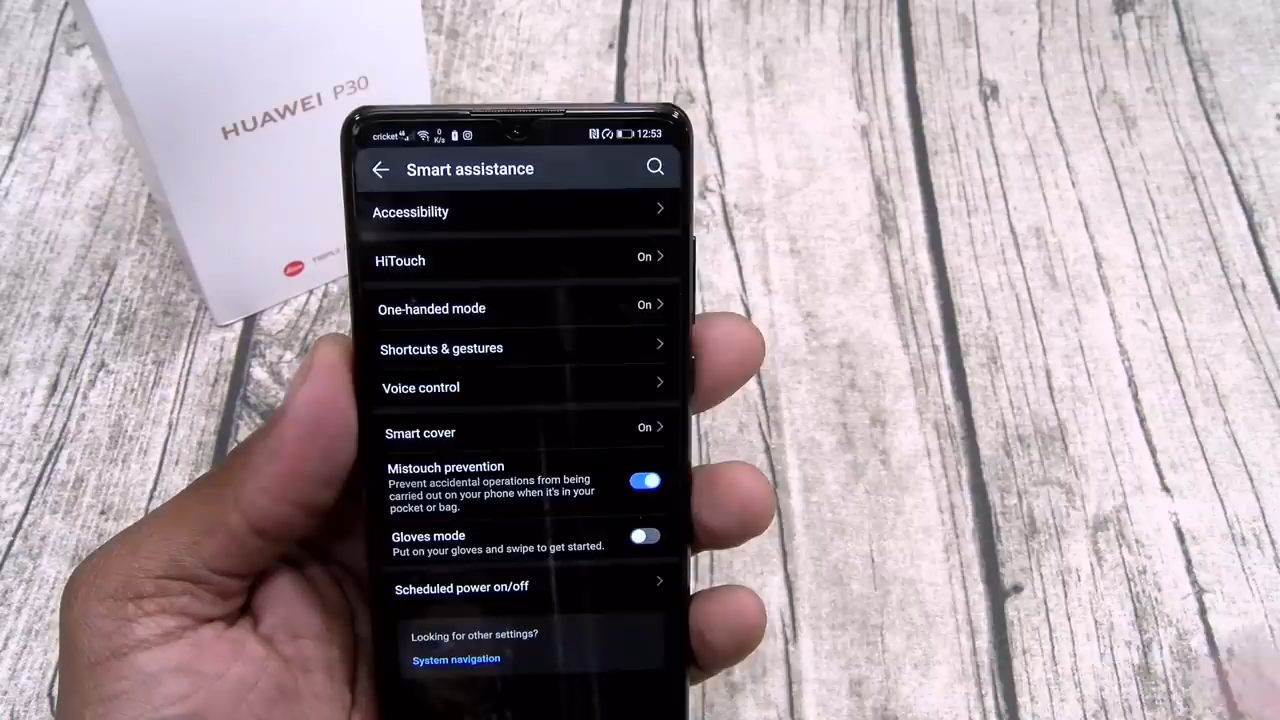 HUAWEI P30
Leica
cricket 4G 0 K/s 12:53
Smart assistance
Accessibility
HiTouch On
One-handed mode On
Shortcuts & gestures
Voice control
Smart cover On
Mistouch prevention
Prevent accidental operations from being
carried out on your phone when it's in your
pocket or bag.
Gloves mode
Put on your gloves and swipe to get started.
Scheduled power on/off
Looking for other settings?
System navigation